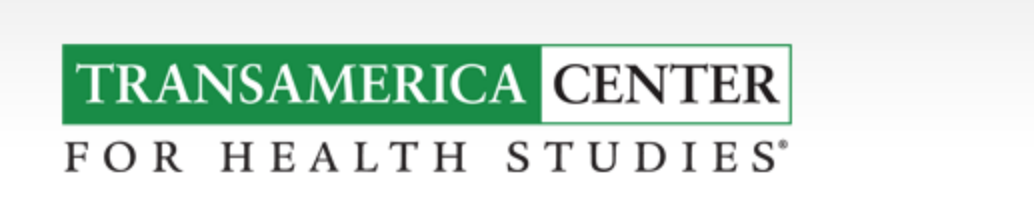 TRANSAMERICA CENTER
FOR HEALTH STUDIES®